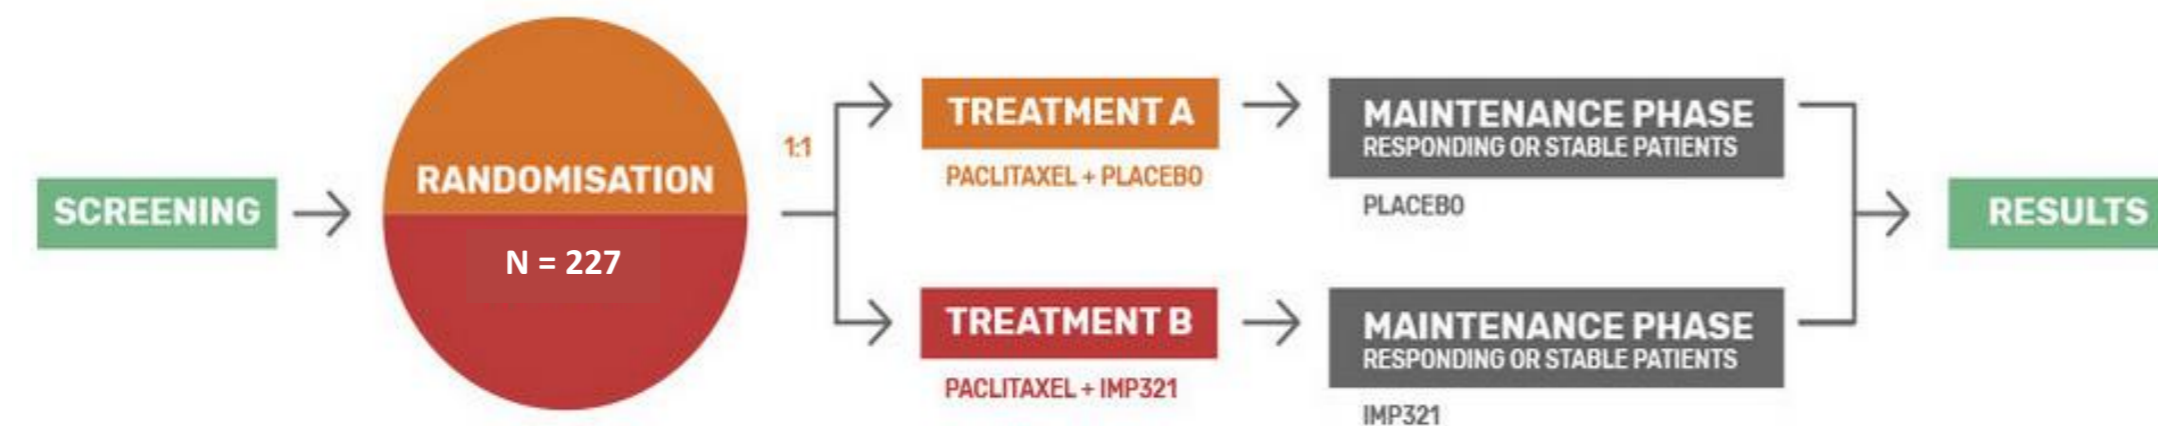 SCREENING
RANDOMISATION
N = 227
1:1
TREATMENT A
PACLITAXEL + PLACEBO
MAINTENANCE PHASE
RESPONDING OR STABLE PATIENTS
PLACEBO
TREATMENT B
PACLITAXEL + IMP321
MAINTENANCE PHASE
RESPONDING OR STABLE PATIENTS
IMP321
RESULTS